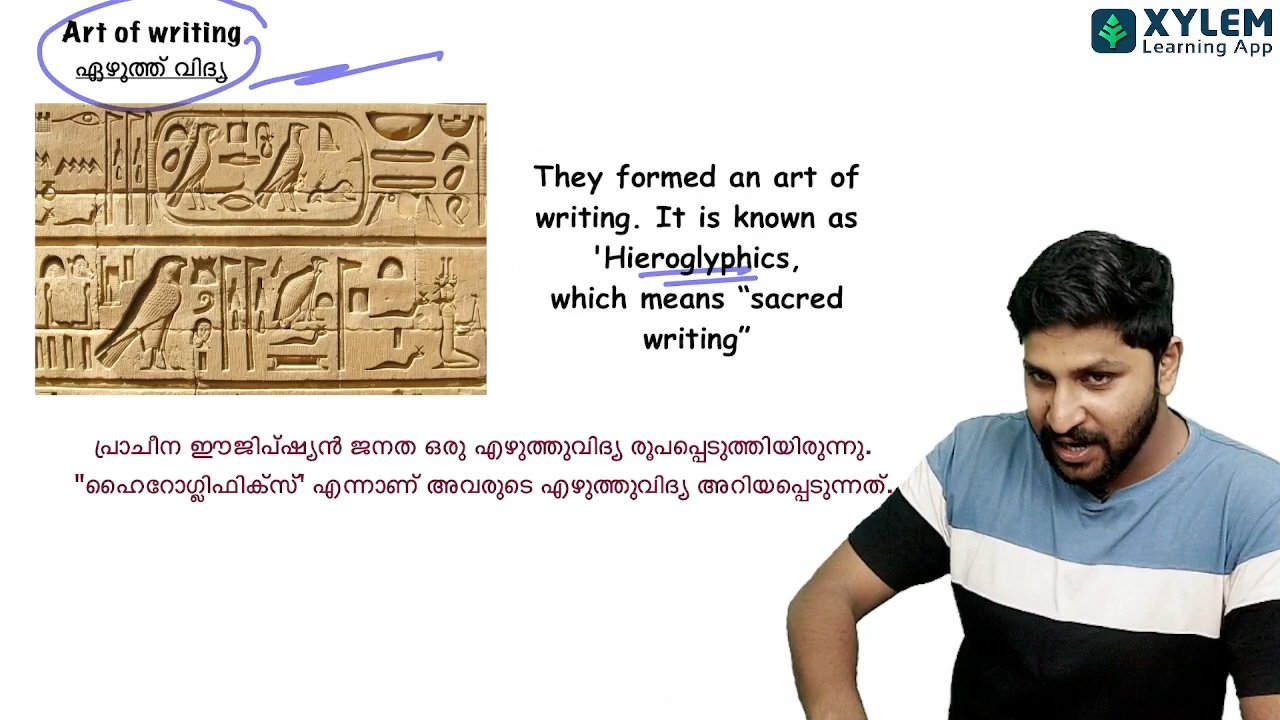 Art of writing
ഏഴുത്ത് വിദ്യ
XYLEM
Learning App
They formed an art of
writing. It is known as
'Hieroglyphics,
which means “sacred
writing”
പ്രാചീന ഈജിപ്ഷ്യൻ ജനത ഒരു എഴുത്തുവിദ്യ രൂപപ്പെടുത്തിയിരുന്നു.
"ഹൈറോഗ്ലിഫിക്സ്" എന്നാണ് അവരുടെ എഴുത്തുവിദ്യ അറിയപ്പെടുന്നത്.